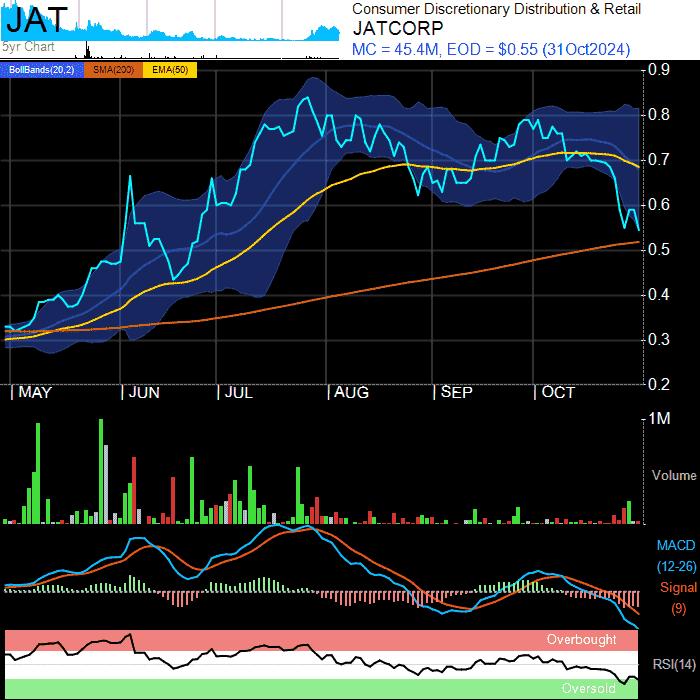 JAT
5yr Chart
Consumer Discretionary Distribution & Retail
JATCORP
MC = 45.4M, EOD = $0.55 (31Oct2024)
BollBands(20,2) SMA(200) EMA(50)
0.9
0.8
0.7
0.6
0.5
0.4
0.3
0.2
MAY JUN JUL AUG SEP OCT
1M
Volume
MACD
(12-26)
Signal
(9)
Overbought
RSI(14)
Oversold